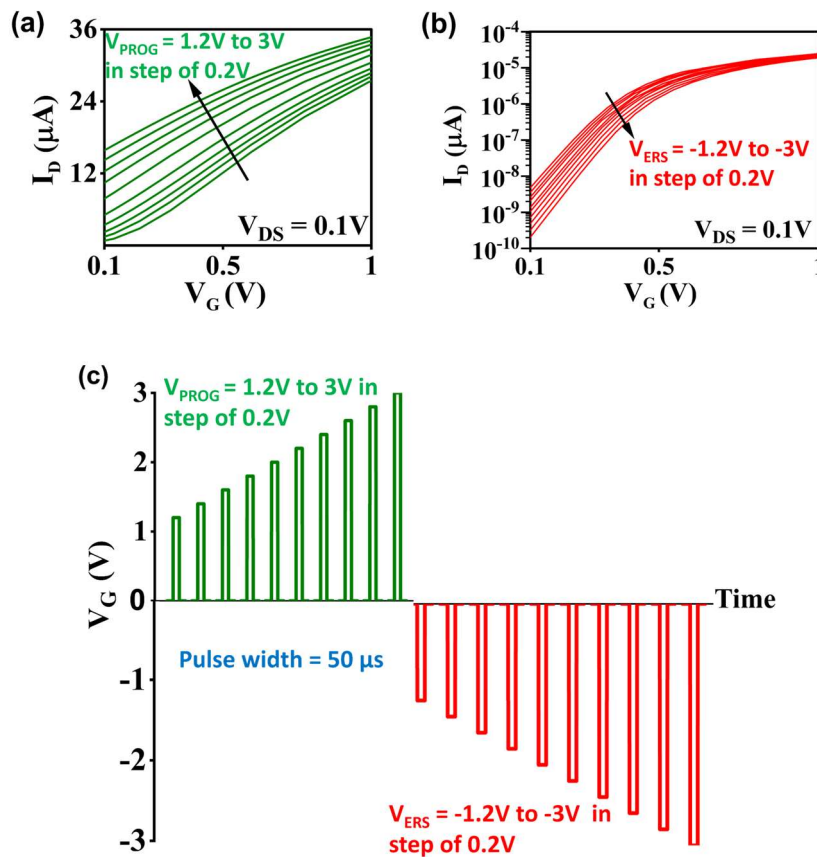 (a)
V_PROG = 1.2V to 3V
in step of 0.2V
36
24
12
I_D (μA)
V_DS = 0.1V
0.1
0.5
1
V_G (V)
(b)
10⁻⁴
10⁻⁵
10⁻⁶
10⁻⁷
10⁻⁸
10⁻⁹
10⁻¹⁰
I_D (μA)
V_ERS = -1.2V to -3V
in step of 0.2V
V_DS = 0.1V
0.1
0.5
1
V_G (V)
(c)
V_PROG = 1.2V to 3V in
step of 0.2V
3
2
1
0
-1
-2
-3
V_G (V)
Time
Pulse width = 50 μs
V_ERS = -1.2V to -3V in
step of 0.2V